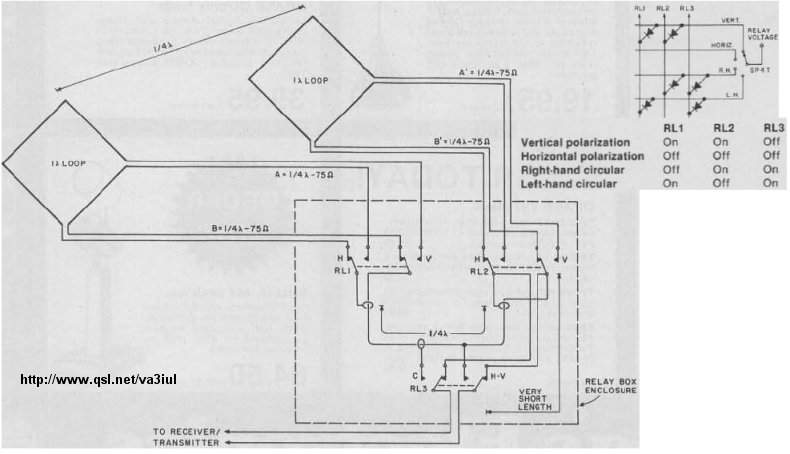 1/4λ
1λ LOOP
1λ LOOP
A' = 1/4λ-75Ω
B' = 1/4λ-75Ω
A = 1/4λ-75Ω
B = 1/4λ-75Ω
RL1 RL2 RL3
VERT.
RELAY
VOLTAGE
HORIZ.
R.H.
SP4T
L.H.
RL1 RL2 RL3
Vertical polarization On On Off
Horizontal polarization Off Off Off
Right-hand circular Off On On
Left-hand circular On Off On
H V
RL1
H V
RL2
1/4λ
C H-V
RL3
VERY
SHORT
LENGTH
RELAY BOX
ENCLOSURE
http://www.qsl.net/va3iul
TO RECEIVER/
TRANSMITTER